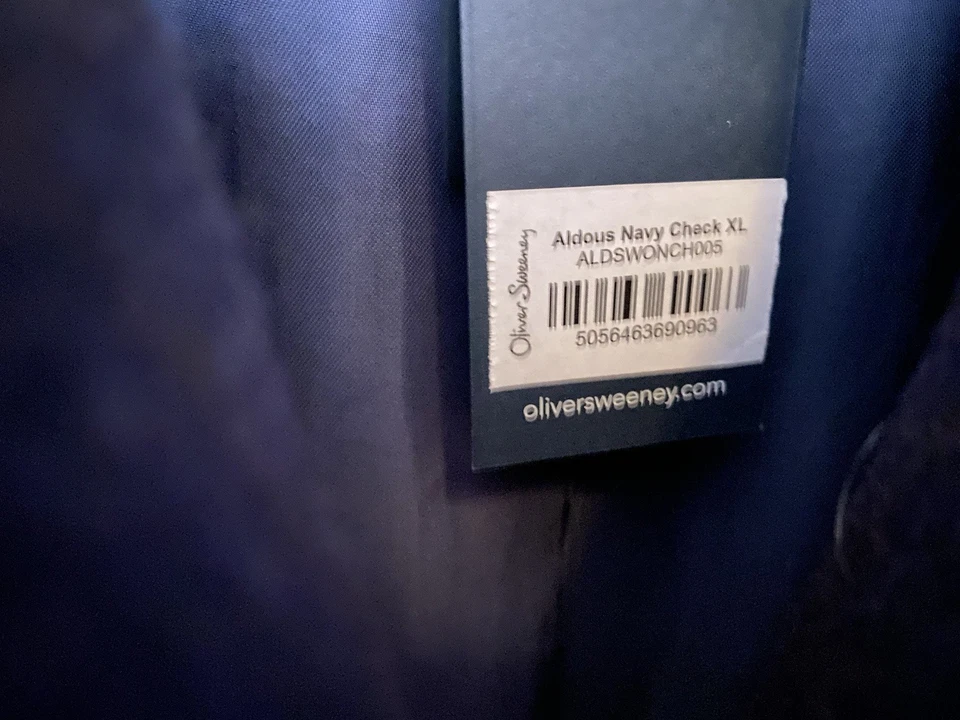 Oliver Sweeney
Aldous Navy Check XL
ALDSWONCH005
5056463690963
oliversweeney.com